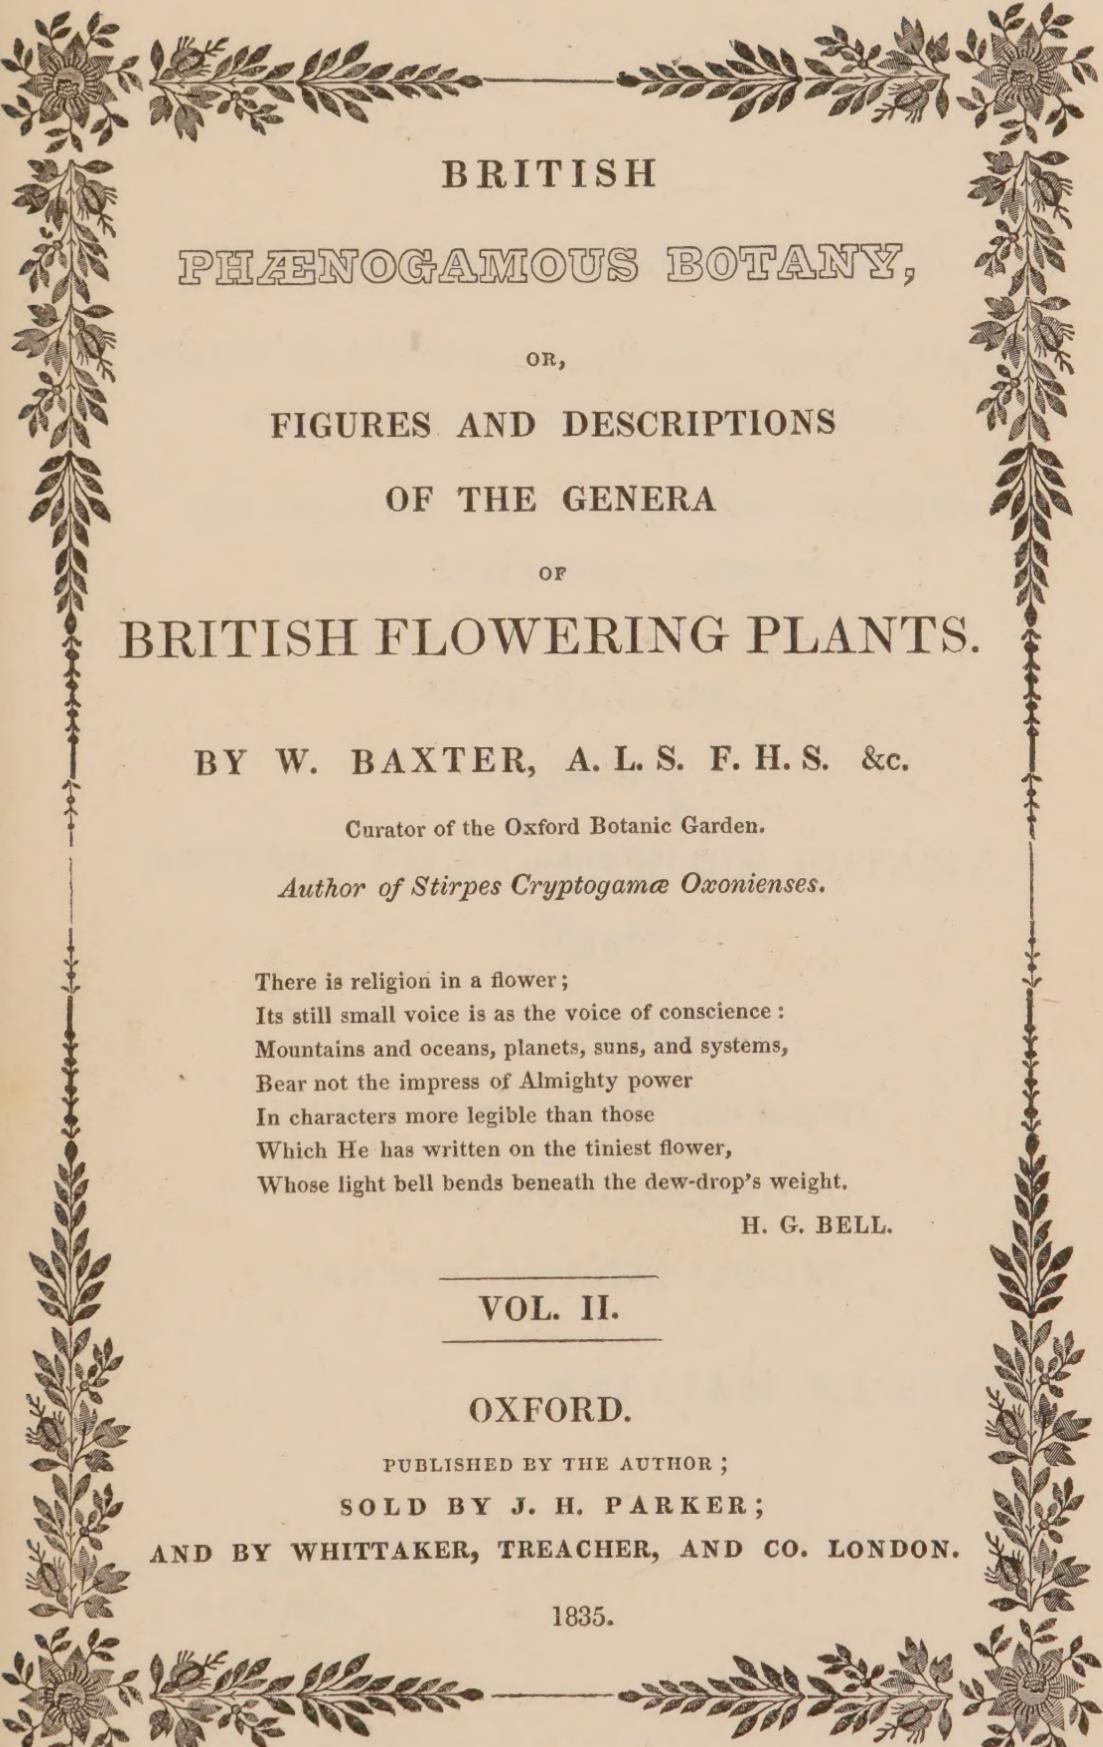 BRITISH
PHÆNOGAMOUS BOTANY,
OR,
FIGURES AND DESCRIPTIONS
OF THE GENERA
OF
BRITISH FLOWERING PLANTS.
BY W. BAXTER, A. L. S. F. H. S. &c.
Curator of the Oxford Botanic Garden.
Author of Stirpes Cryptogamæ Oxonienses.
There is religion in a flower;
Its still small voice is as the voice of conscience:
Mountains and oceans, planets, suns, and systems,
Bear not the impress of Almighty power
In characters more legible than those
Which He has written on the tiniest flower,
Whose light bell bends beneath the dew-drop's weight.
H. G. BELL.
VOL. II.
OXFORD.
PUBLISHED BY THE AUTHOR;
SOLD BY J. H. PARKER;
AND BY WHITTAKER, TREACHER, AND CO. LONDON.
1835.